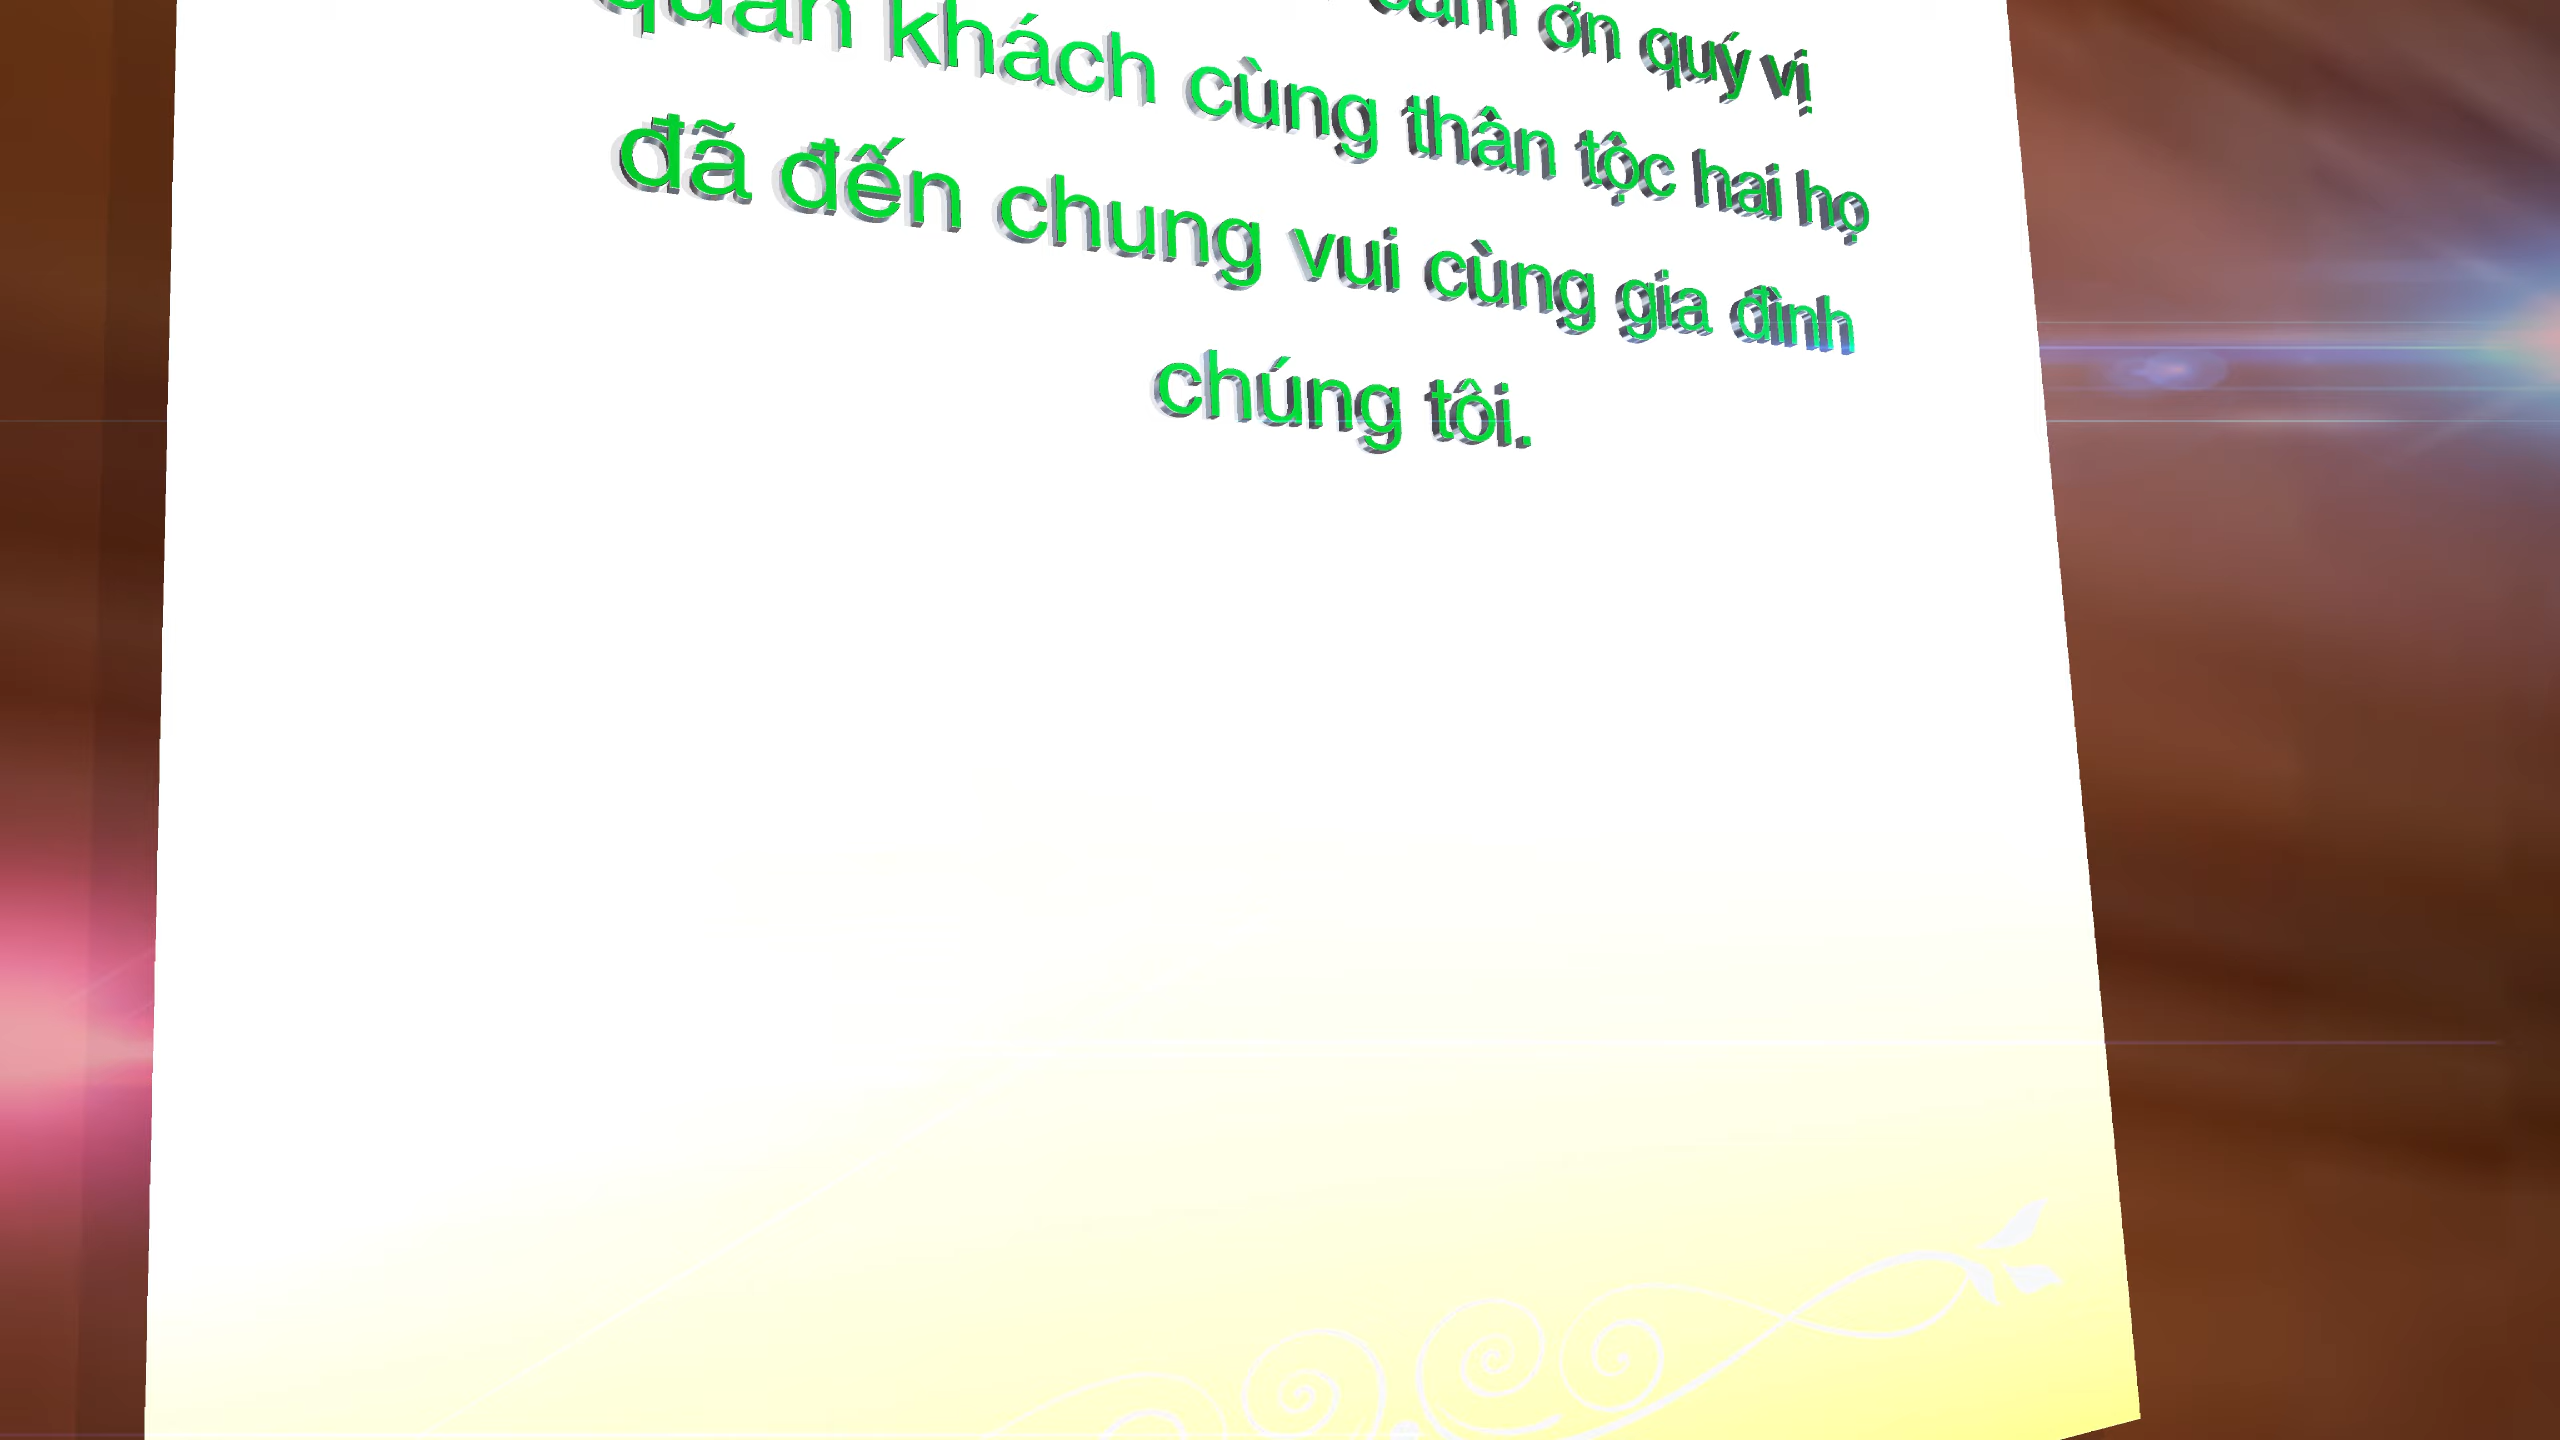 cảm ơn quý vị
quan khách cùng thân tộc hai họ
đã đến chung vui cùng gia đình
chúng tôi.